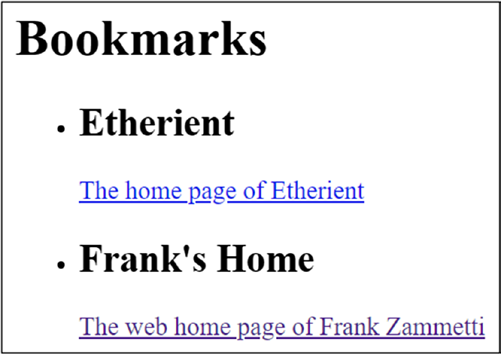 Bookmarks
Etherient
The home page of Etherient
Frank's Home
The web home page of Frank Zammetti